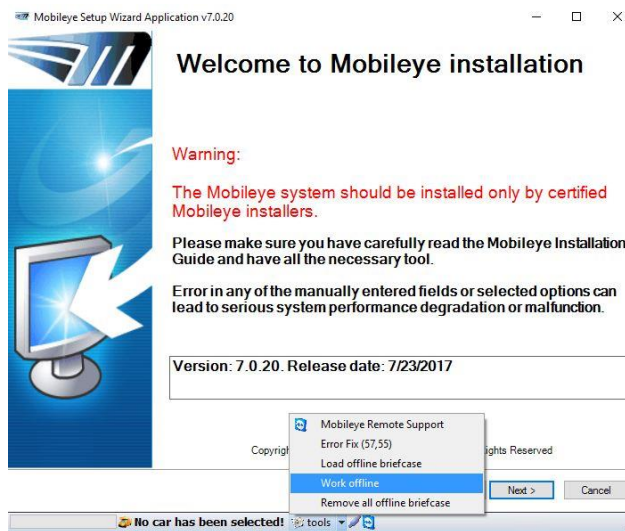 Mobileye Setup Wizard Application v7.0.20
Welcome to Mobileye installation
Warning:
The Mobileye system should be installed only by certified
Mobileye installers.
Please make sure you have carefully read the Mobileye Installation
Guide and have all the necessary tool.
Error in any of the manually entered fields or selected options can
lead to serious system performance degradation or malfunction.
Version: 7.0.20. Release date: 7/23/2017
Mobileye Remote Support
Error Fix (57,55)
Copyrigh ights Reserved
Load offline briefcase
Work offline
Next > Cancel
Remove all offline briefcase
No car has been selected! tools